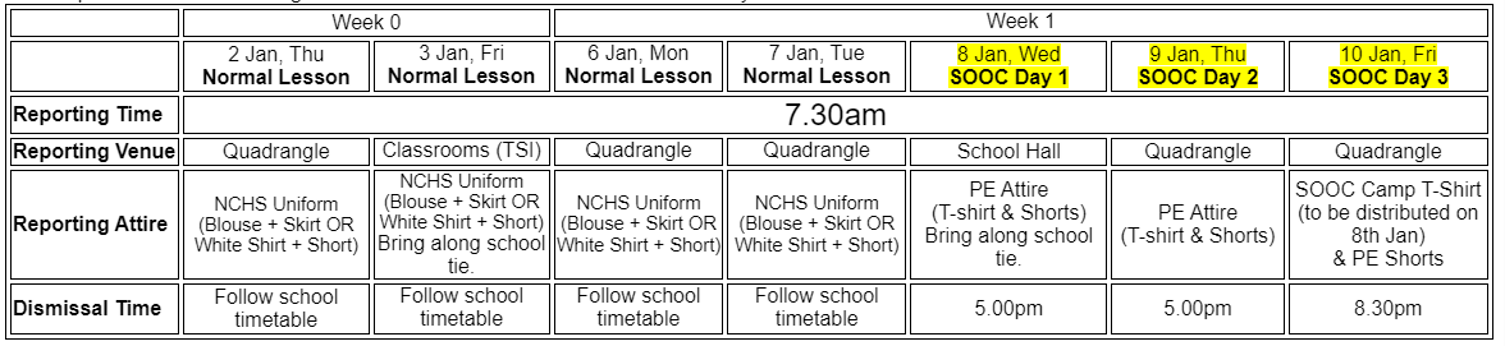 Week 0
Week 1
2 Jan, Thu
Normal Lesson
3 Jan, Fri
Normal Lesson
6 Jan, Mon
Normal Lesson
7 Jan, Tue
Normal Lesson
8 Jan, Wed
SOOC Day 1
9 Jan, Thu
SOOC Day 2
10 Jan, Fri
SOOC Day 3
Reporting Time
7.30am
Reporting Venue
Quadrangle
Classrooms (TSI)
Quadrangle
Quadrangle
School Hall
Quadrangle
Quadrangle
Reporting Attire
NCHS Uniform
(Blouse + Skirt OR
White Shirt + Short)
NCHS Uniform
(Blouse + Skirt OR
White Shirt + Short)
Bring along school
tie.
NCHS Uniform
(Blouse + Skirt OR
White Shirt + Short)
NCHS Uniform
(Blouse + Skirt OR
White Shirt + Short)
PE Attire
(T-shirt & Shorts)
Bring along school
tie.
PE Attire
(T-shirt & Shorts)
SOOC Camp T-Shirt
(to be distributed on
8th Jan)
& PE Shorts
Dismissal Time
Follow school
timetable
Follow school
timetable
Follow school
timetable
Follow school
timetable
5.00pm
5.00pm
8.30pm